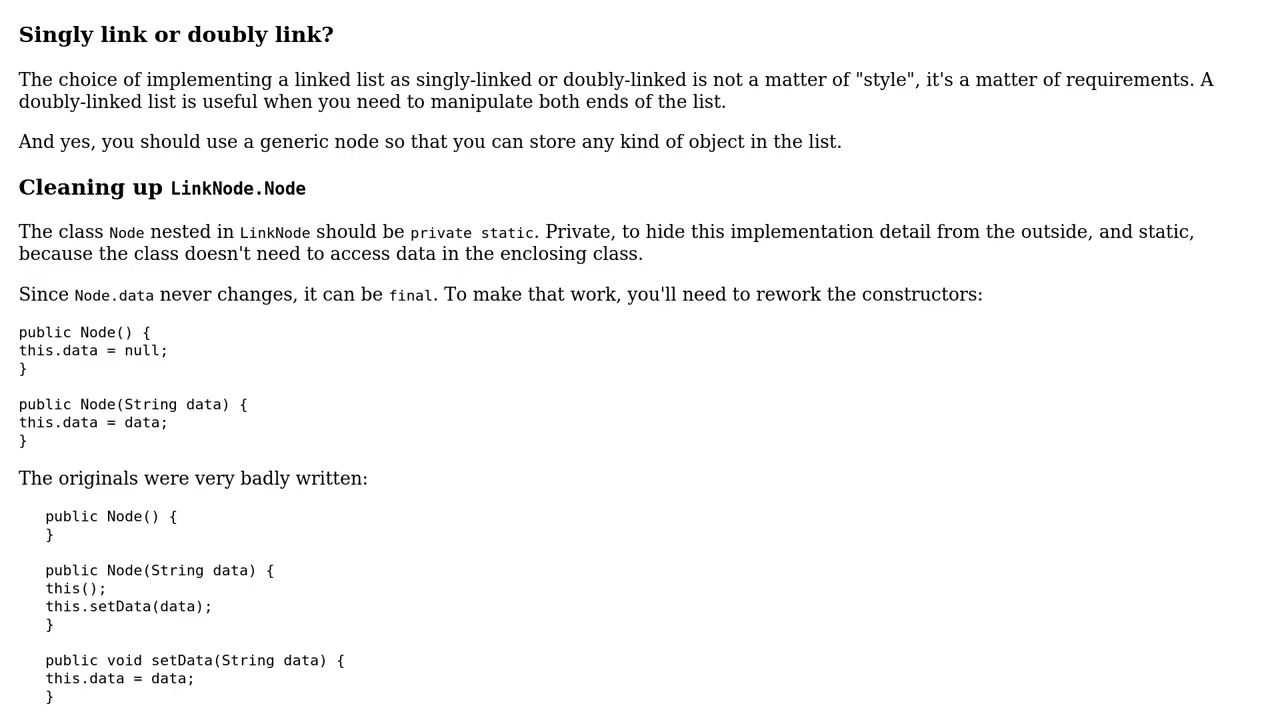 Singly link or doubly link?
The choice of implementing a linked list as singly-linked or doubly-linked is not a matter of "style", it's a matter of requirements. A
doubly-linked list is useful when you need to manipulate both ends of the list.
And yes, you should use a generic node so that you can store any kind of object in the list.
Cleaning up LinkNode.Node
The class Node nested in LinkNode should be private static. Private, to hide this implementation detail from the outside, and static,
because the class doesn't need to access data in the enclosing class.
Since Node.data never changes, it can be final. To make that work, you'll need to rework the constructors:
public Node() {
this.data = null;
}
public Node(String data) {
this.data = data;
}
The originals were very badly written:
public Node() {
}
public Node(String data) {
this();
this.setData(data);
}
public void setData(String data) {
this.data = data;
}